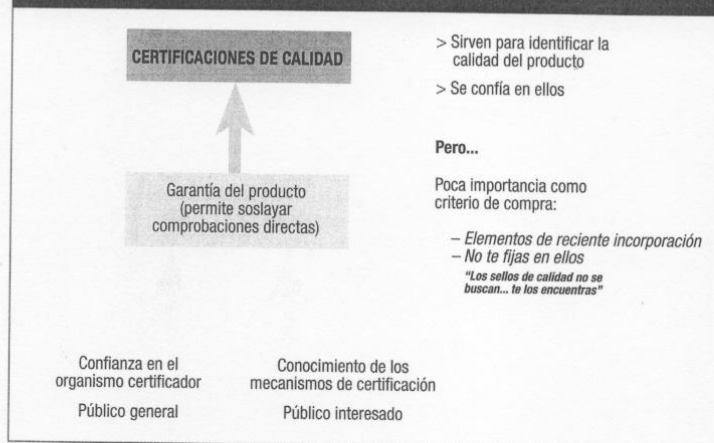 CERTIFICACIONES DE CALIDAD
Garantía del producto
(permite soslayar
comprobaciones directas)
> Sirven para identificar la
calidad del producto
> Se confía en ellos
Pero...
Poca importancia como
criterio de compra:
– Elementos de reciente incorporación
– No te fijas en ellos
"Los sellos de calidad no se
buscan... te los encuentras"
Confianza en el
organismo certificador
Público general
Conocimiento de los
mecanismos de certificación
Público interesado